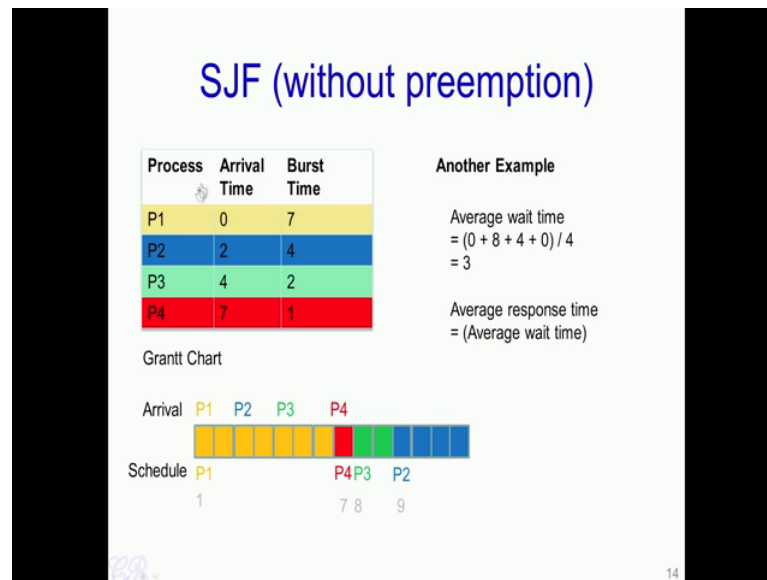 SJF (without preemption)
Process Arrival Time Burst Time
P1 0 7
P2 2 4
P3 4 2
P4 7 1
Another Example
Average wait time
= (0 + 8 + 4 + 0) / 4
= 3
Average response time
= (Average wait time)
Grantt Chart
Arrival P1 P2 P3 P4
Schedule P1 P4 P3 P2
1 7 8 9
14